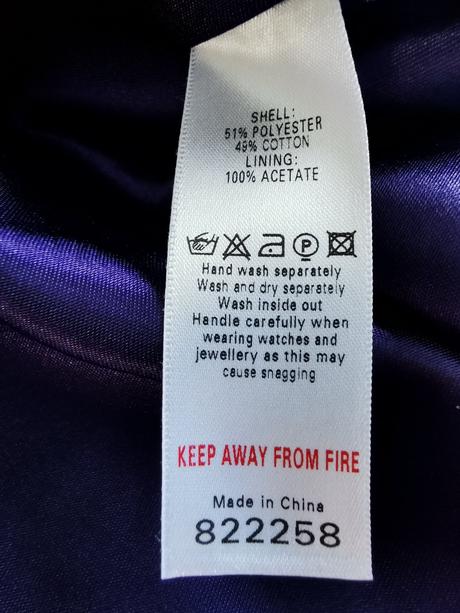 SHELL:
51% POLYESTER
49% COTTON
LINING:
100% ACETATE
P
Hand wash separately
Wash and dry separately
Wash inside out
Handle carefully when
wearing watches and
jewellery as this may
cause snagging
KEEP AWAY FROM FIRE
Made in China
822258